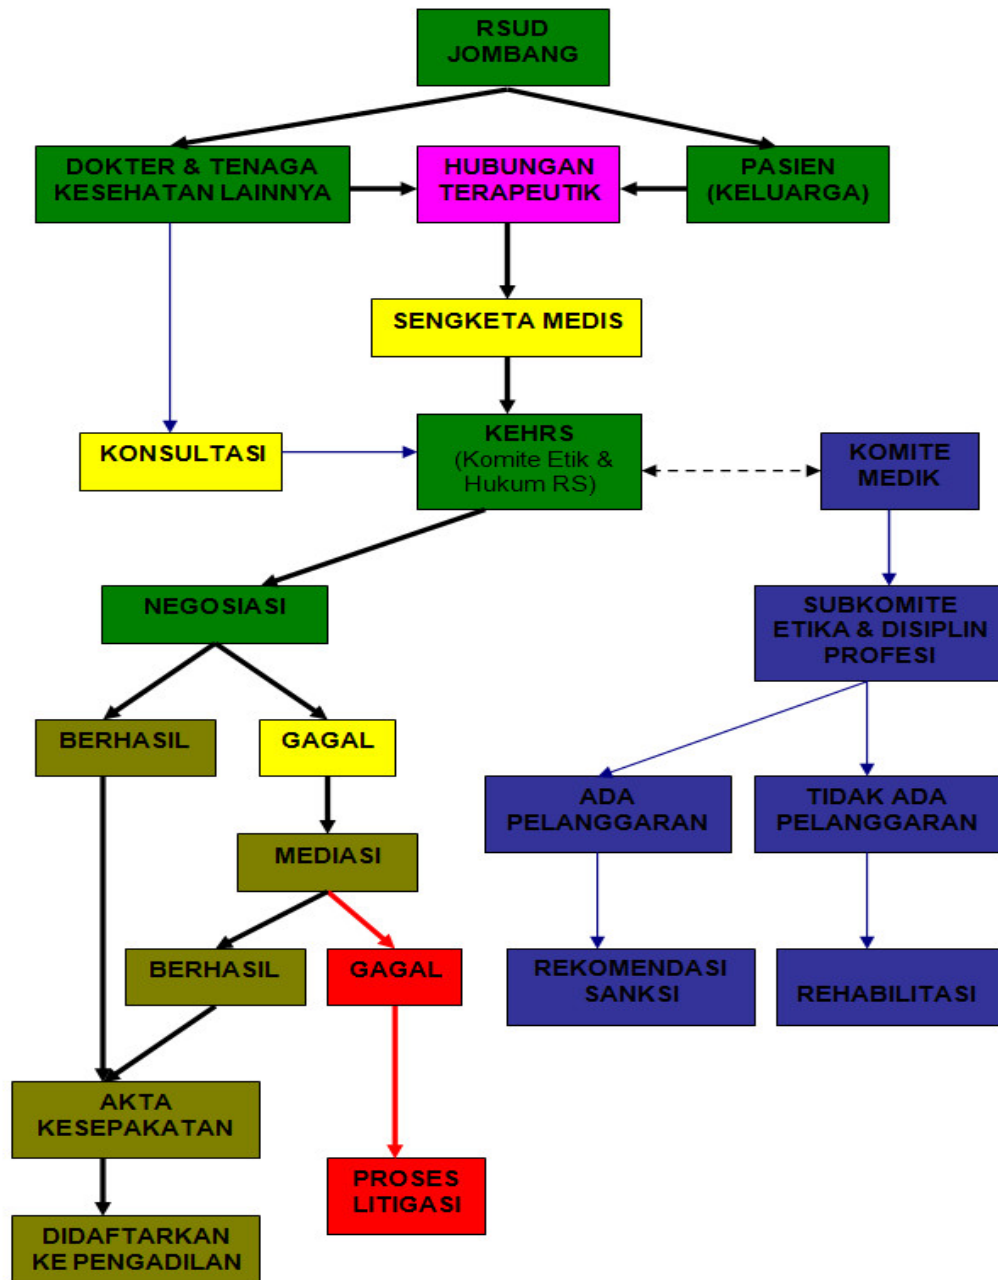 RSUD
JOMBANG
DOKTER & TENAGA
KESEHATAN LAINNYA
HUBUNGAN
TERAPEUTIK
PASIEN
(KELUARGA)
SENGKETA MEDIS
KONSULTASI
KEHRS
(Komite Etik &
Hukum RS)
KOMITE
MEDIK
NEGOSIASI
SUBKOMITE
ETIKA & DISIPLIN
PROFESI
BERHASIL
GAGAL
ADA
PELANGGARAN
TIDAK ADA
PELANGGARAN
MEDIASI
BERHASIL
GAGAL
REKOMENDASI
SANKSI
REHABILITASI
AKTA
KESEPAKATAN
PROSES
LITIGASI
DIDAFTARKAN
KE PENGADILAN